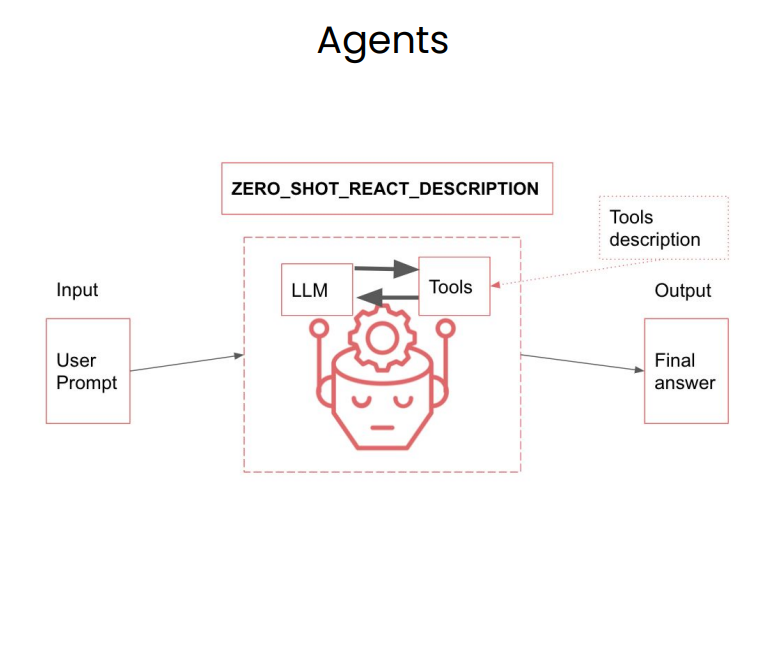 Agents
ZERO_SHOT_REACT_DESCRIPTION
Tools
description
LLM
Tools
Input
Output
User
Prompt
Final
answer